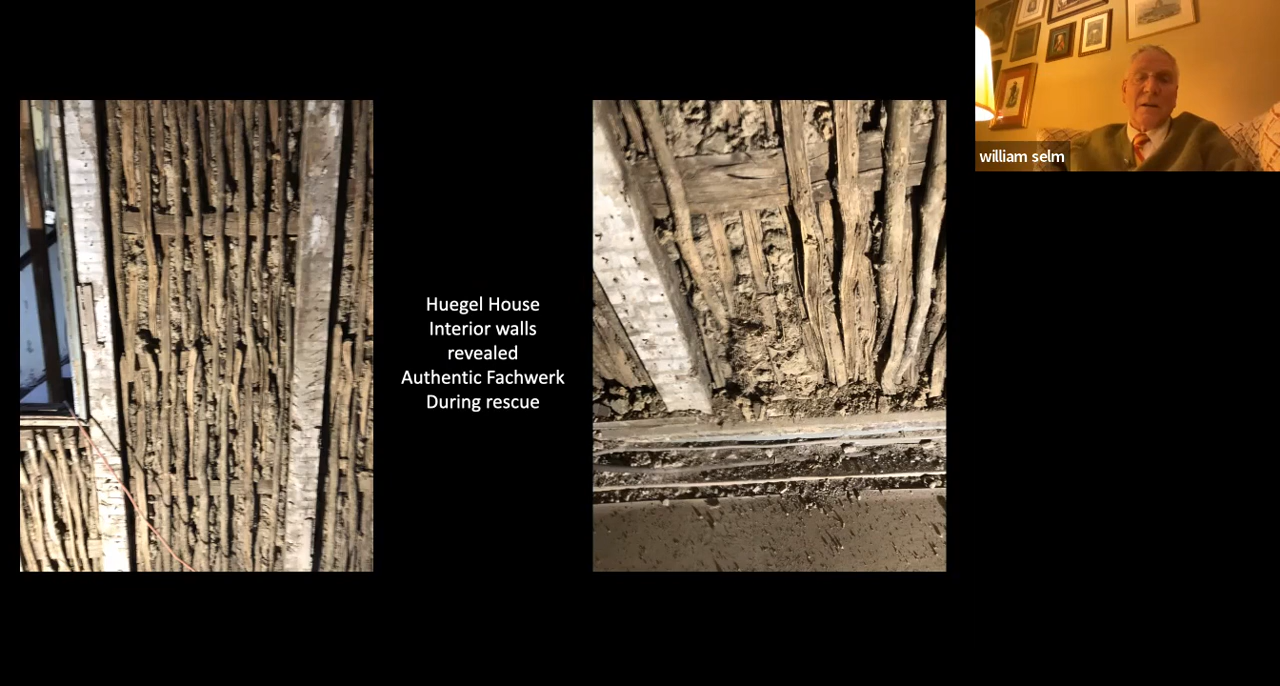 Huegel House
Interior walls
revealed
Authentic Fachwerk
During rescue
william selm